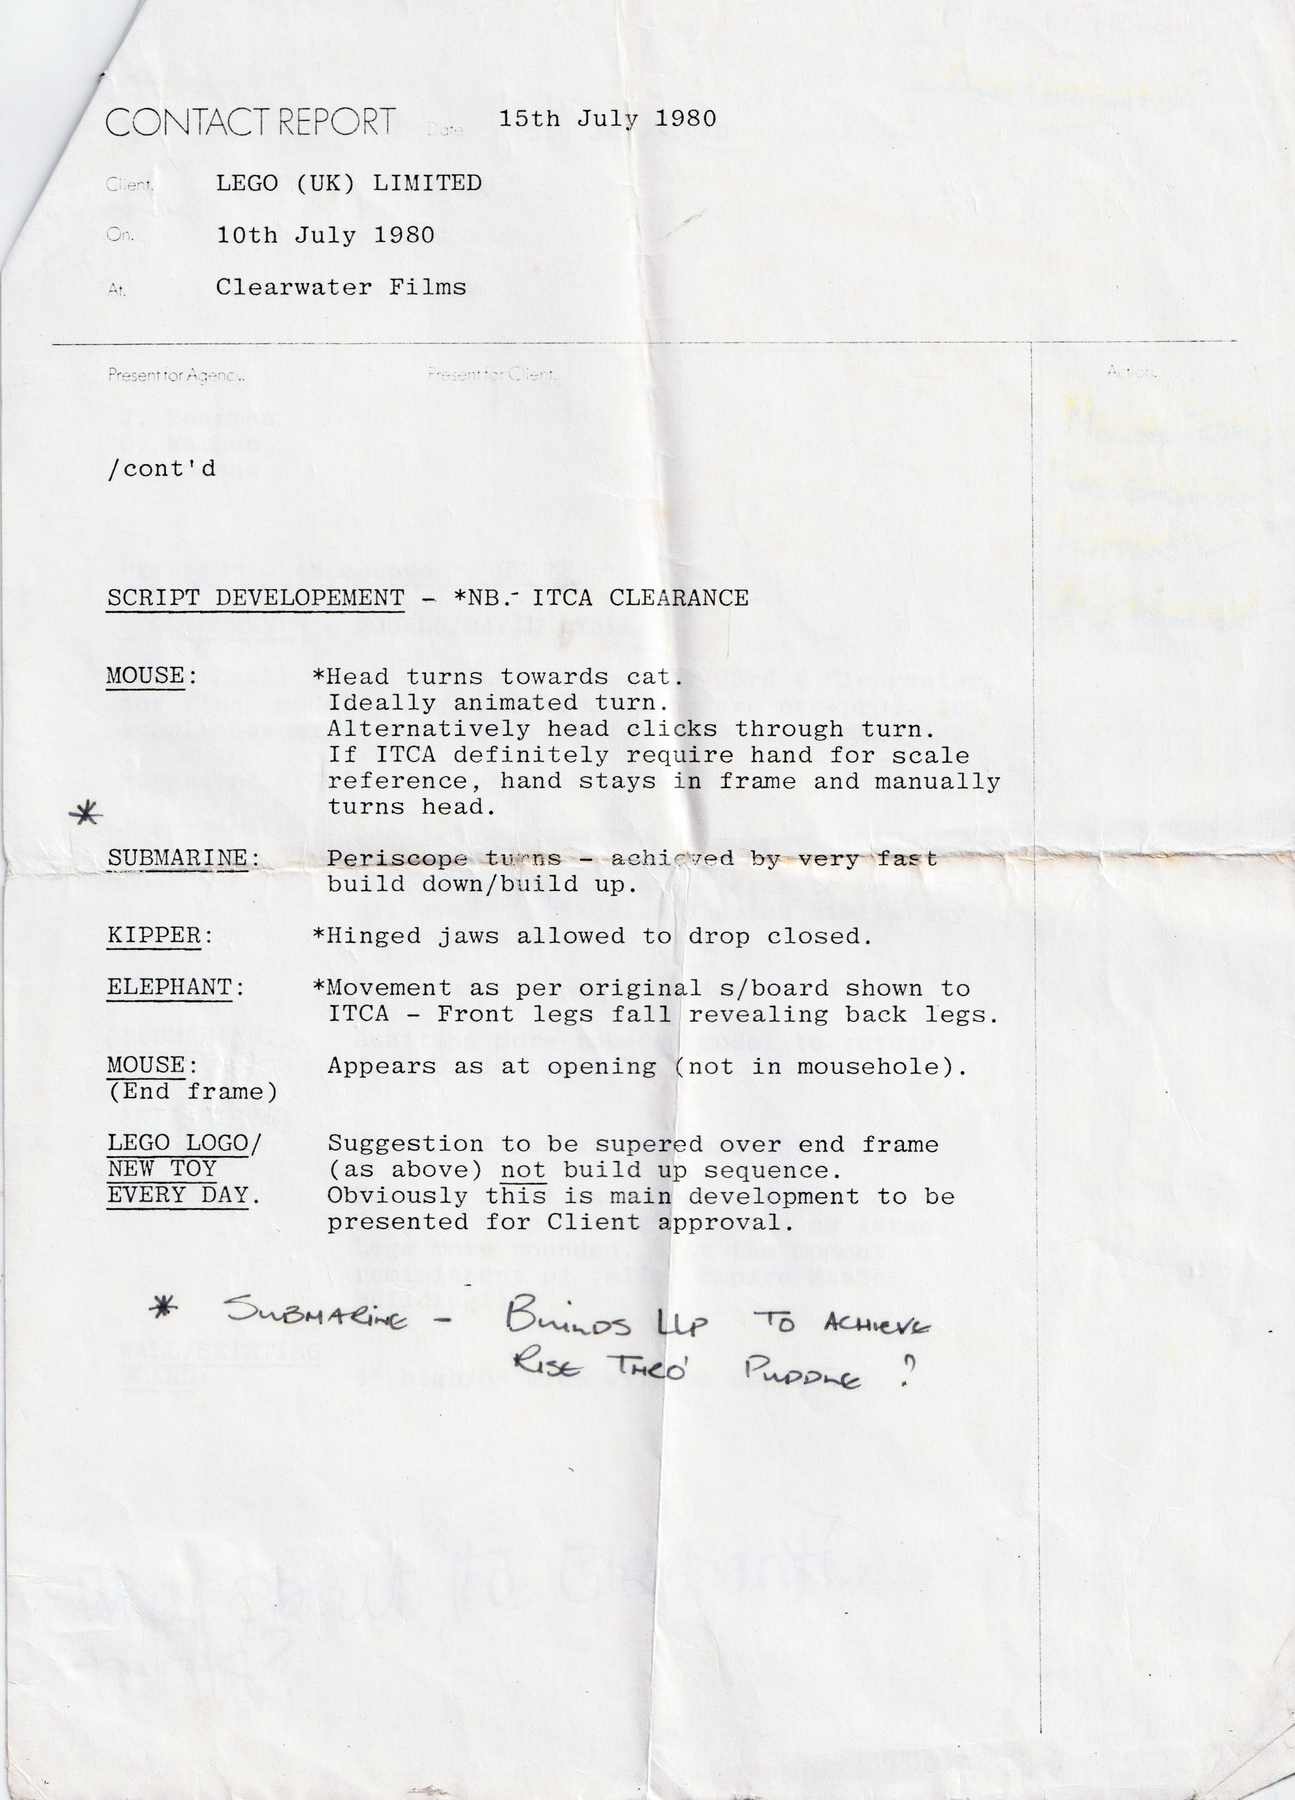 CONTACT REPORT Date. 15th July 1980
Client. LEGO (UK) LIMITED
On. 10th July 1980
At. Clearwater Films
Present for Agency. Present for Client. Action.
/cont'd
SCRIPT DEVELOPEMENT - *NB.- ITCA CLEARANCE
MOUSE: *Head turns towards cat.
Ideally animated turn.
Alternatively head clicks through turn.
If ITCA definitely require hand for scale
reference, hand stays in frame and manually
turns head.
*
SUBMARINE: Periscope turns - achieved by very fast
build down/build up.
KIPPER: *Hinged jaws allowed to drop closed.
ELEPHANT: *Movement as per original s/board shown to
ITCA - Front legs fall revealing back legs.
MOUSE: Appears as at opening (not in mousehole).
(End frame)
LEGO LOGO/ Suggestion to be supered over end frame
NEW TOY (as above) not build up sequence.
EVERY DAY. Obviously this is main development to be
presented for Client approval.
* SUBMARINE - BUILDS UP TO ACHIEVE
RISE THRO' PUDDLE ?